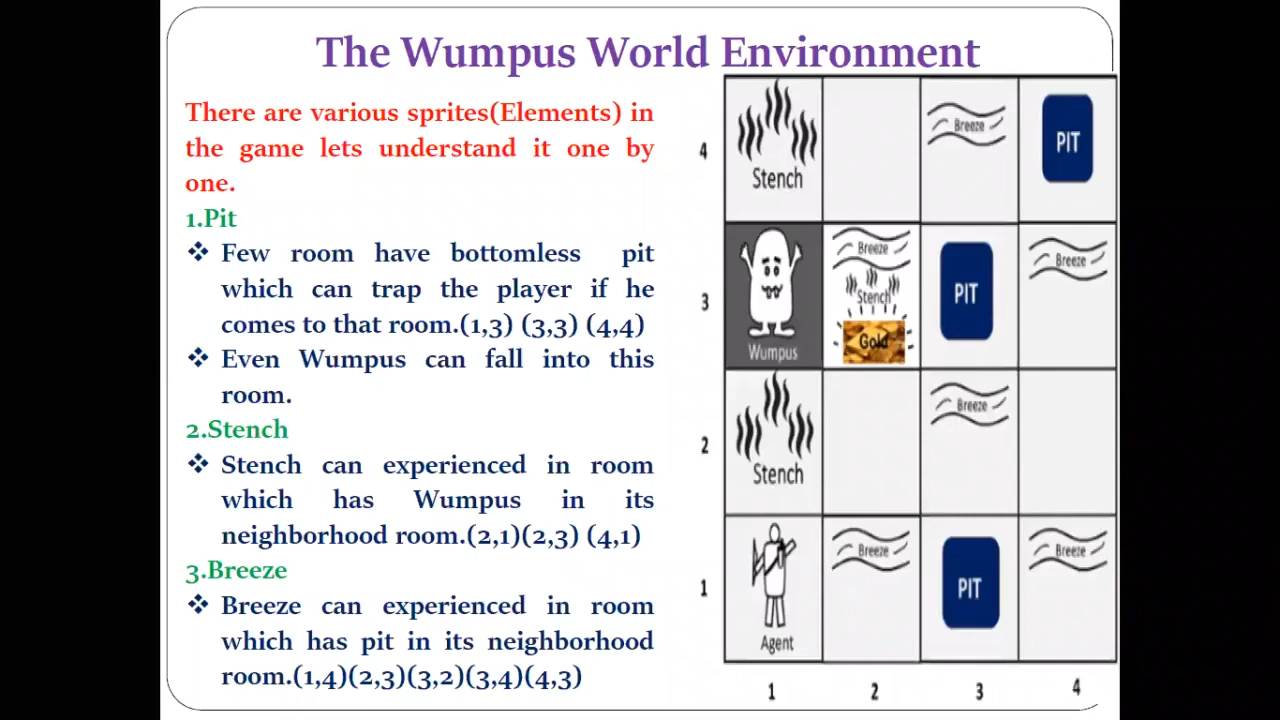 The Wumpus World Environment
There are various sprites(Elements) in
the game lets understand it one by
one.
1.Pit
❖ Few room have bottomless pit
which can trap the player if he
comes to that room.(1,3) (3,3) (4,4)
❖ Even Wumpus can fall into this
room.
2.Stench
❖ Stench can experienced in room
which has Wumpus in its
neighborhood room.(2,1)(2,3) (4,1)
3.Breeze
❖ Breeze can experienced in room
which has pit in its neighborhood
room.(1,4)(2,3)(3,2)(3,4)(4,3)
4
Stench
Breeze
PIT
3
Wumpus
Breeze
Stench
Gold
PIT
Breeze
2
Stench
Breeze
1
Agent
Breeze
PIT
Breeze
1 2 3 4